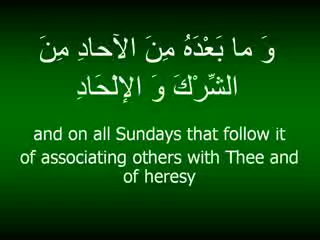 وَ ما بَعْدَهُ مِنَ الآحادِ مِنَ
الشِّرْكَ وَ الإلْحَادِ
and on all Sundays that follow it
of associating others with Thee and
of heresy